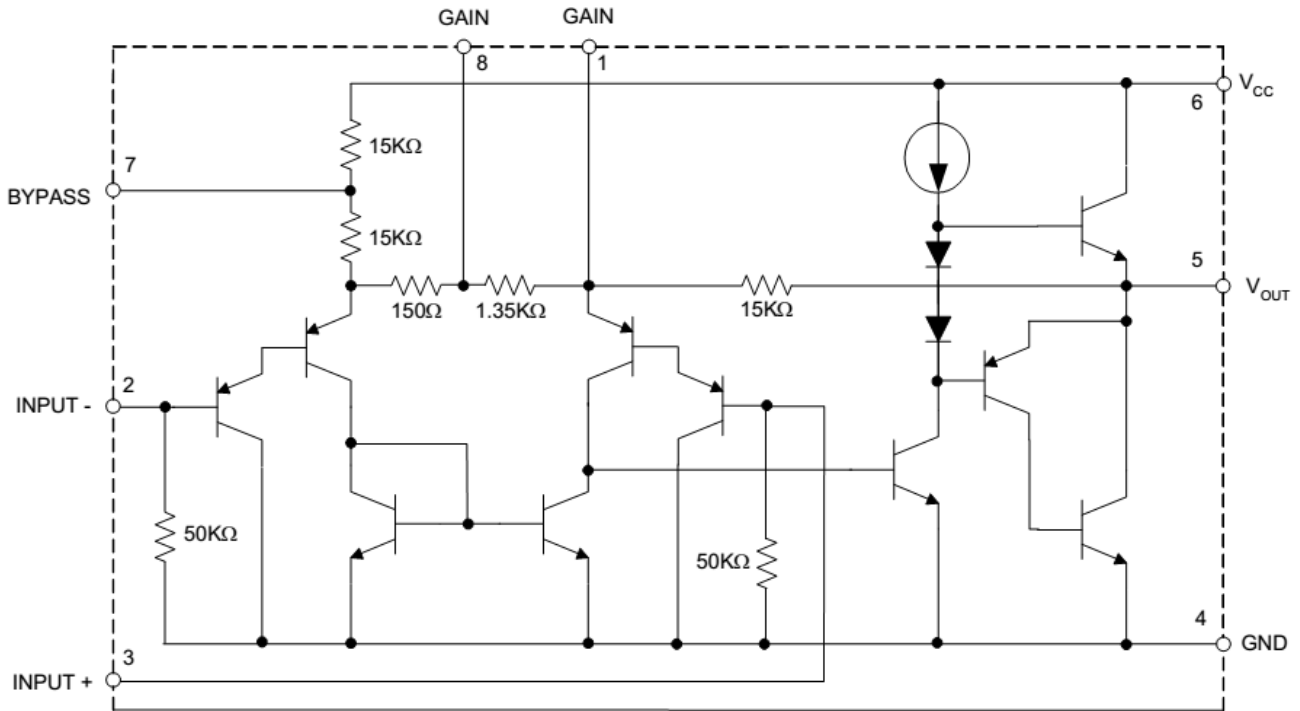 GAIN
GAIN
8
1
V_CC
6
15KΩ
7
BYPASS
15KΩ
5
V_OUT
150Ω
1.35KΩ
15KΩ
2
INPUT -
50KΩ
50KΩ
4
GND
3
INPUT +